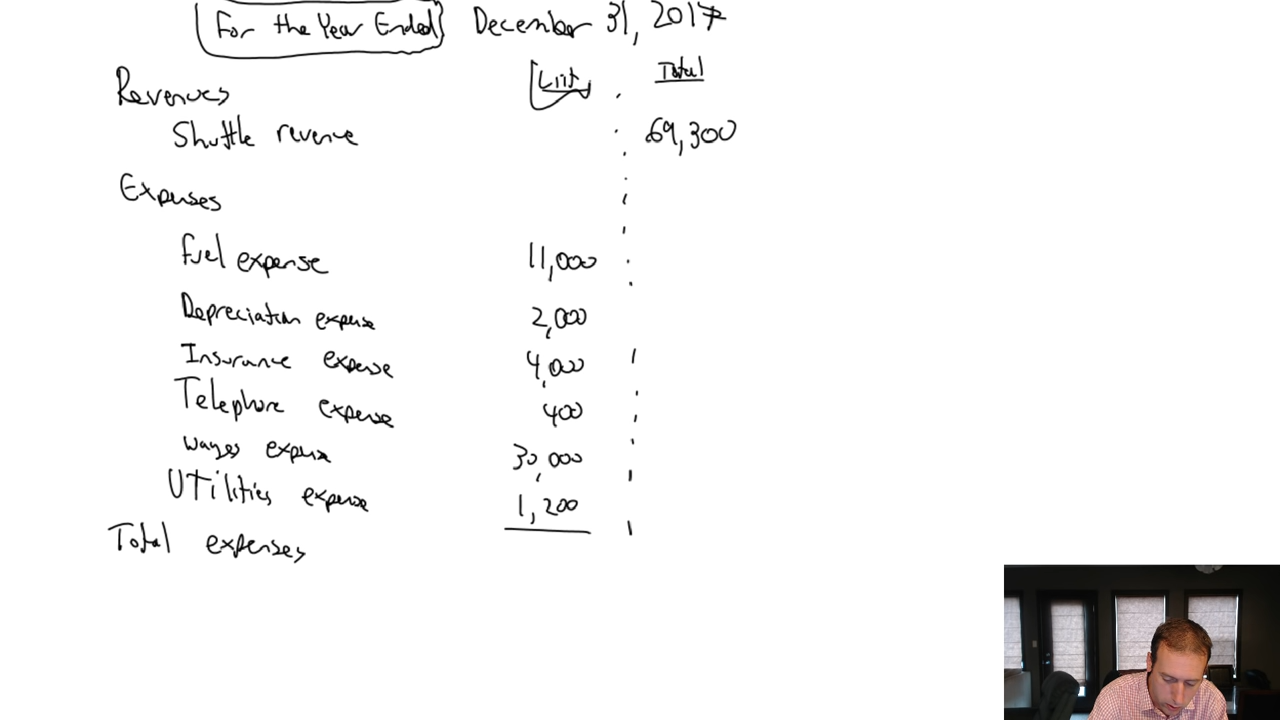 For the Year Ended December 31, 2017
List Total
Revenues
Shuttle revenue 69,300
Expenses
Fuel expense 11,000
Depreciation expense 2,000
Insurance expense 4,000
Telephone expense 400
Wages expense 30,000
Utilities expense 1,200
Total expenses